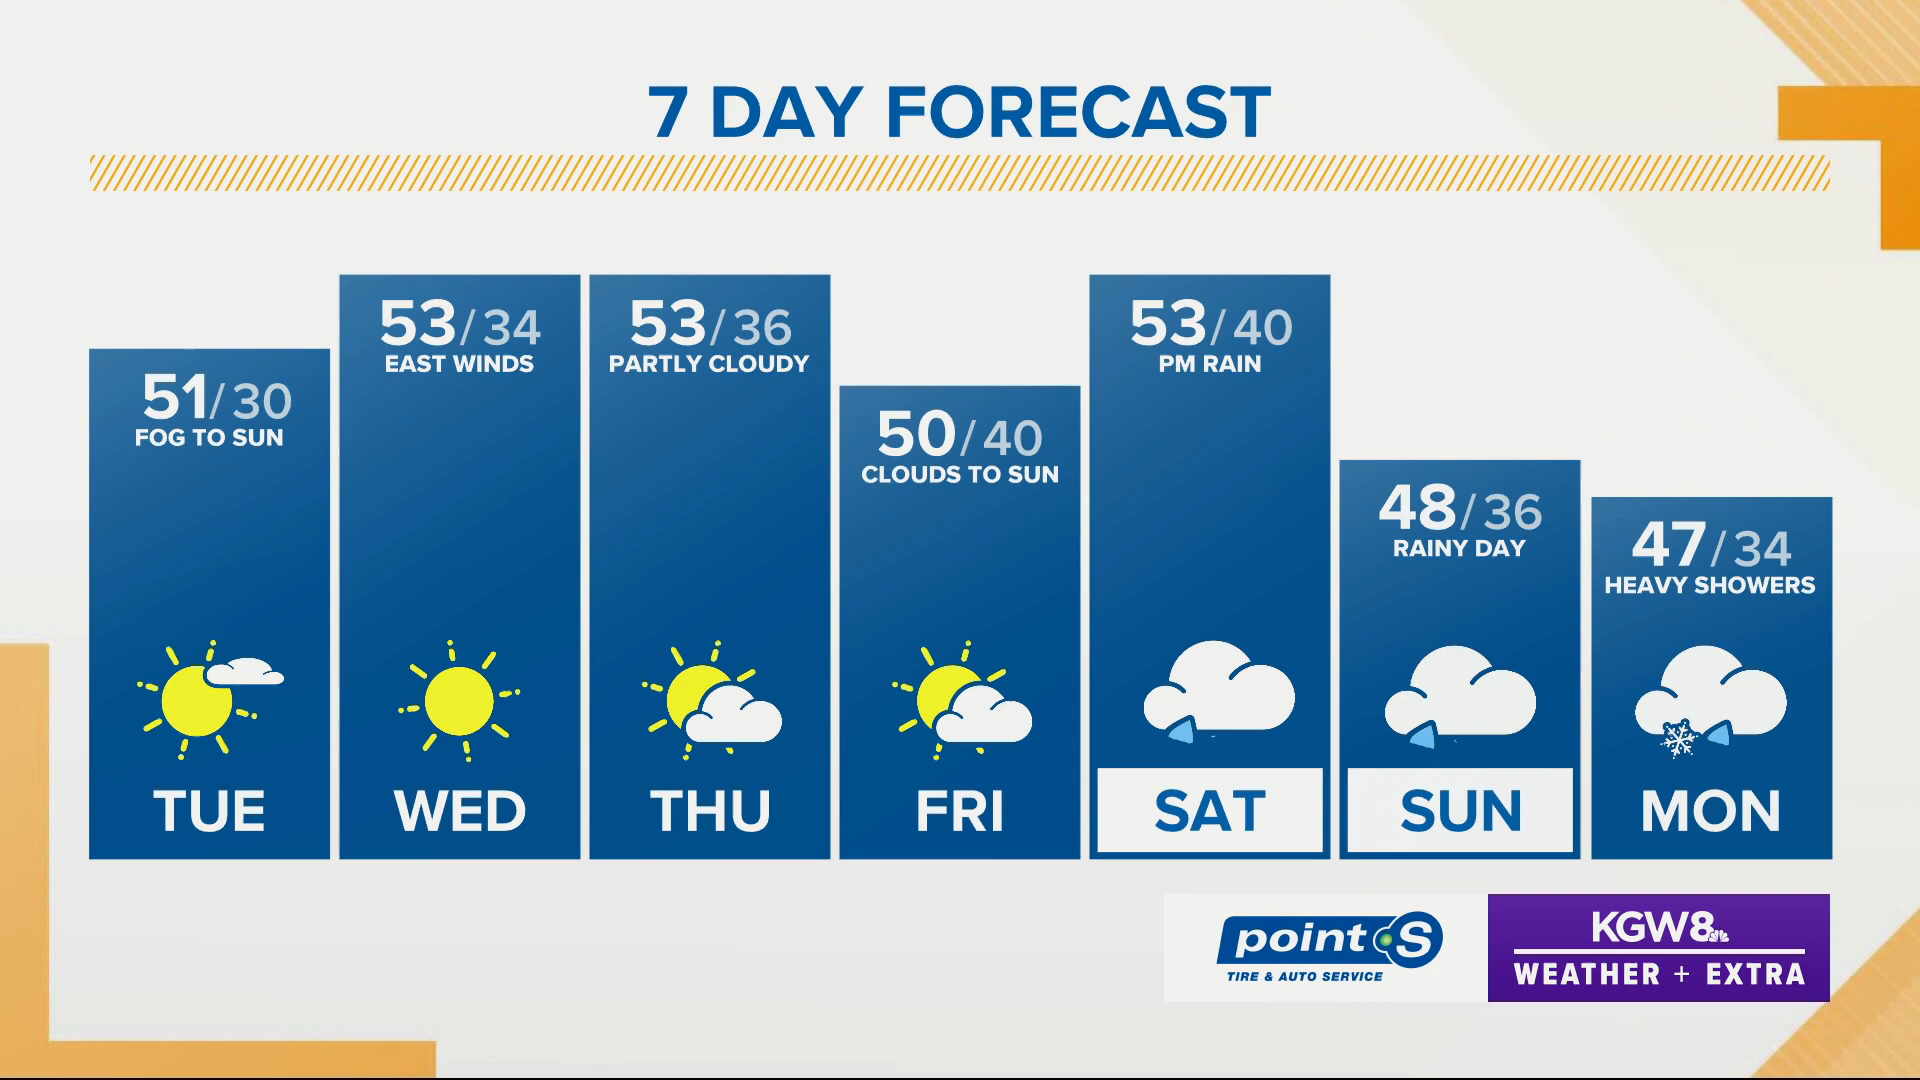 7 DAY FORECAST
51/30
FOG TO SUN
TUE
53/34
EAST WINDS
WED
53/36
PARTLY CLOUDY
THU
50/40
CLOUDS TO SUN
FRI
53/40
PM RAIN
SAT
48/36
RAINY DAY
SUN
47/34
HEAVY SHOWERS
MON
point S
TIRE & AUTO SERVICE
KGW8
WEATHER + EXTRA